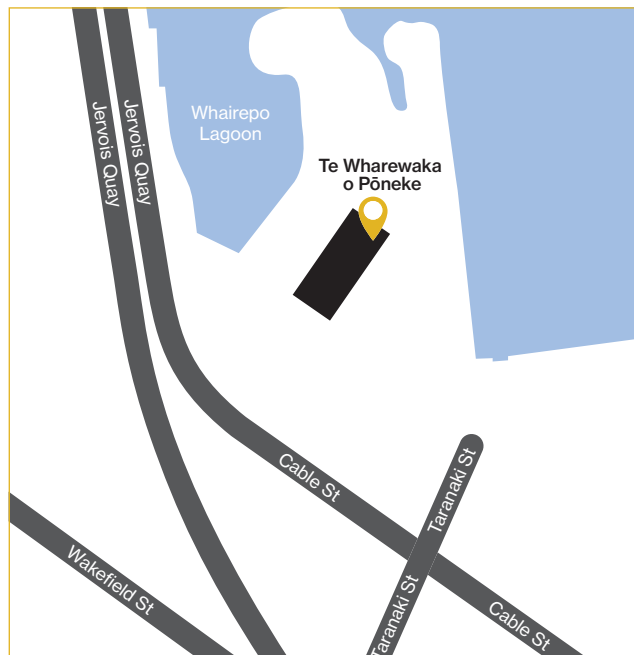 Jervois Quay
Jervois Quay
Whairepo
Lagoon
Te Wharewaka
o Pōneke
Cable St
Taranaki St
Wakefield St
Taranaki St
Cable St